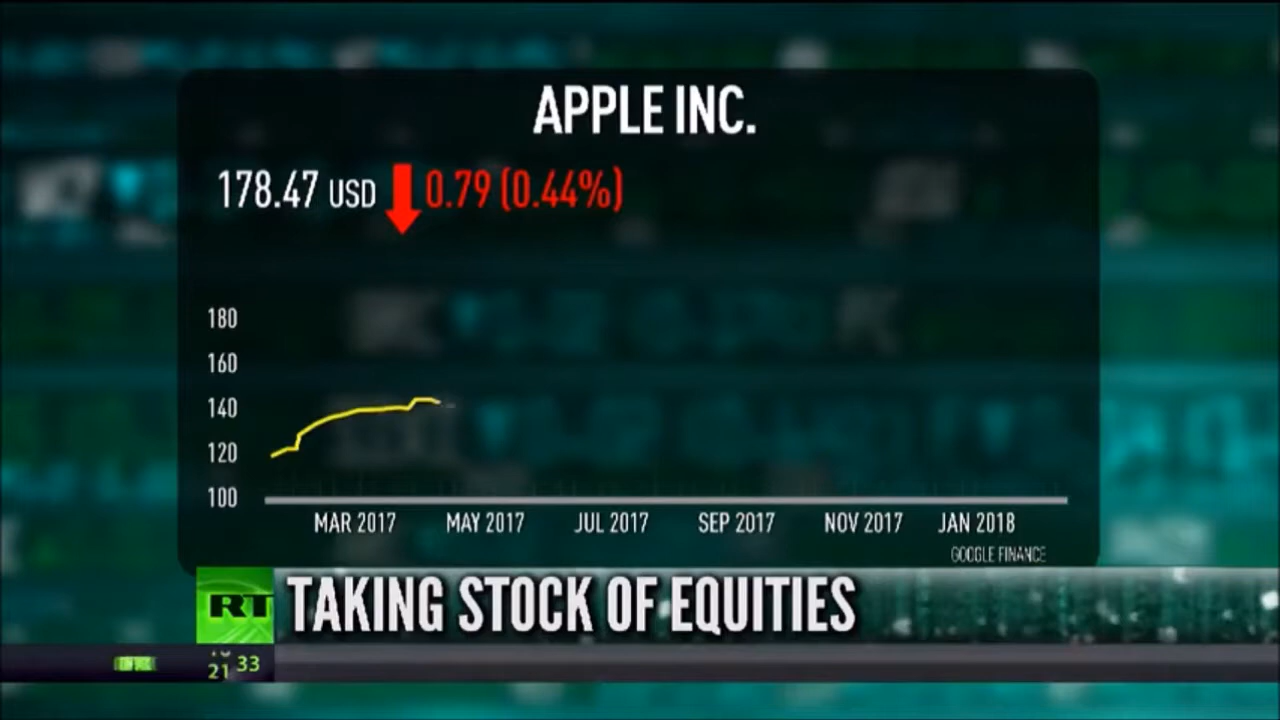 APPLE INC.
178.47 USD 0.79 (0.44%)
180
160
140
120
100
MAR 2017 MAY 2017 JUL 2017 SEP 2017 NOV 2017 JAN 2018
GOOGLE FINANCE
RT TAKING STOCK OF EQUITIES
21 33